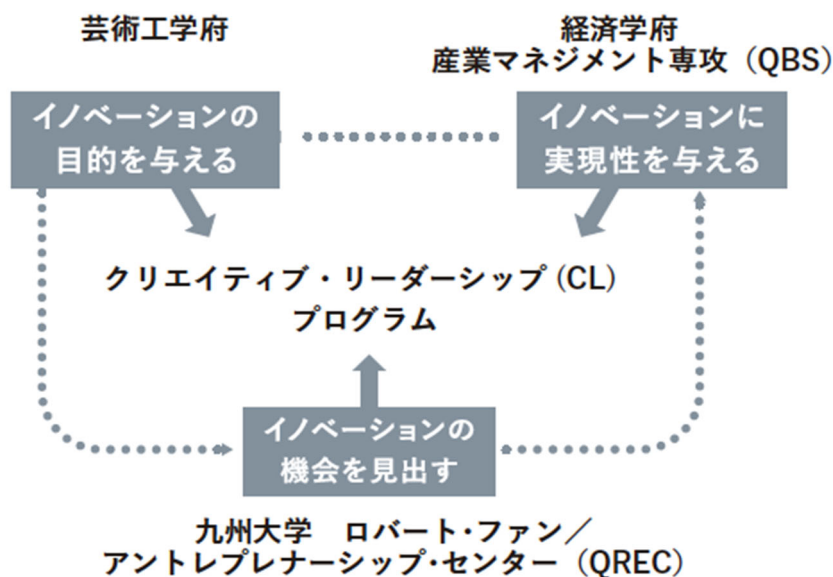 芸術工学府
経済学府
産業マネジメント専攻（QBS）
イノベーションの
目的を与える
イノベーションに
実現性を与える
クリエイティブ・リーダーシップ (CL)
プログラム
イノベーションの
機会を見出す
九州大学　ロバート・ファン／
アントレプレナーシップ・センター（QREC）